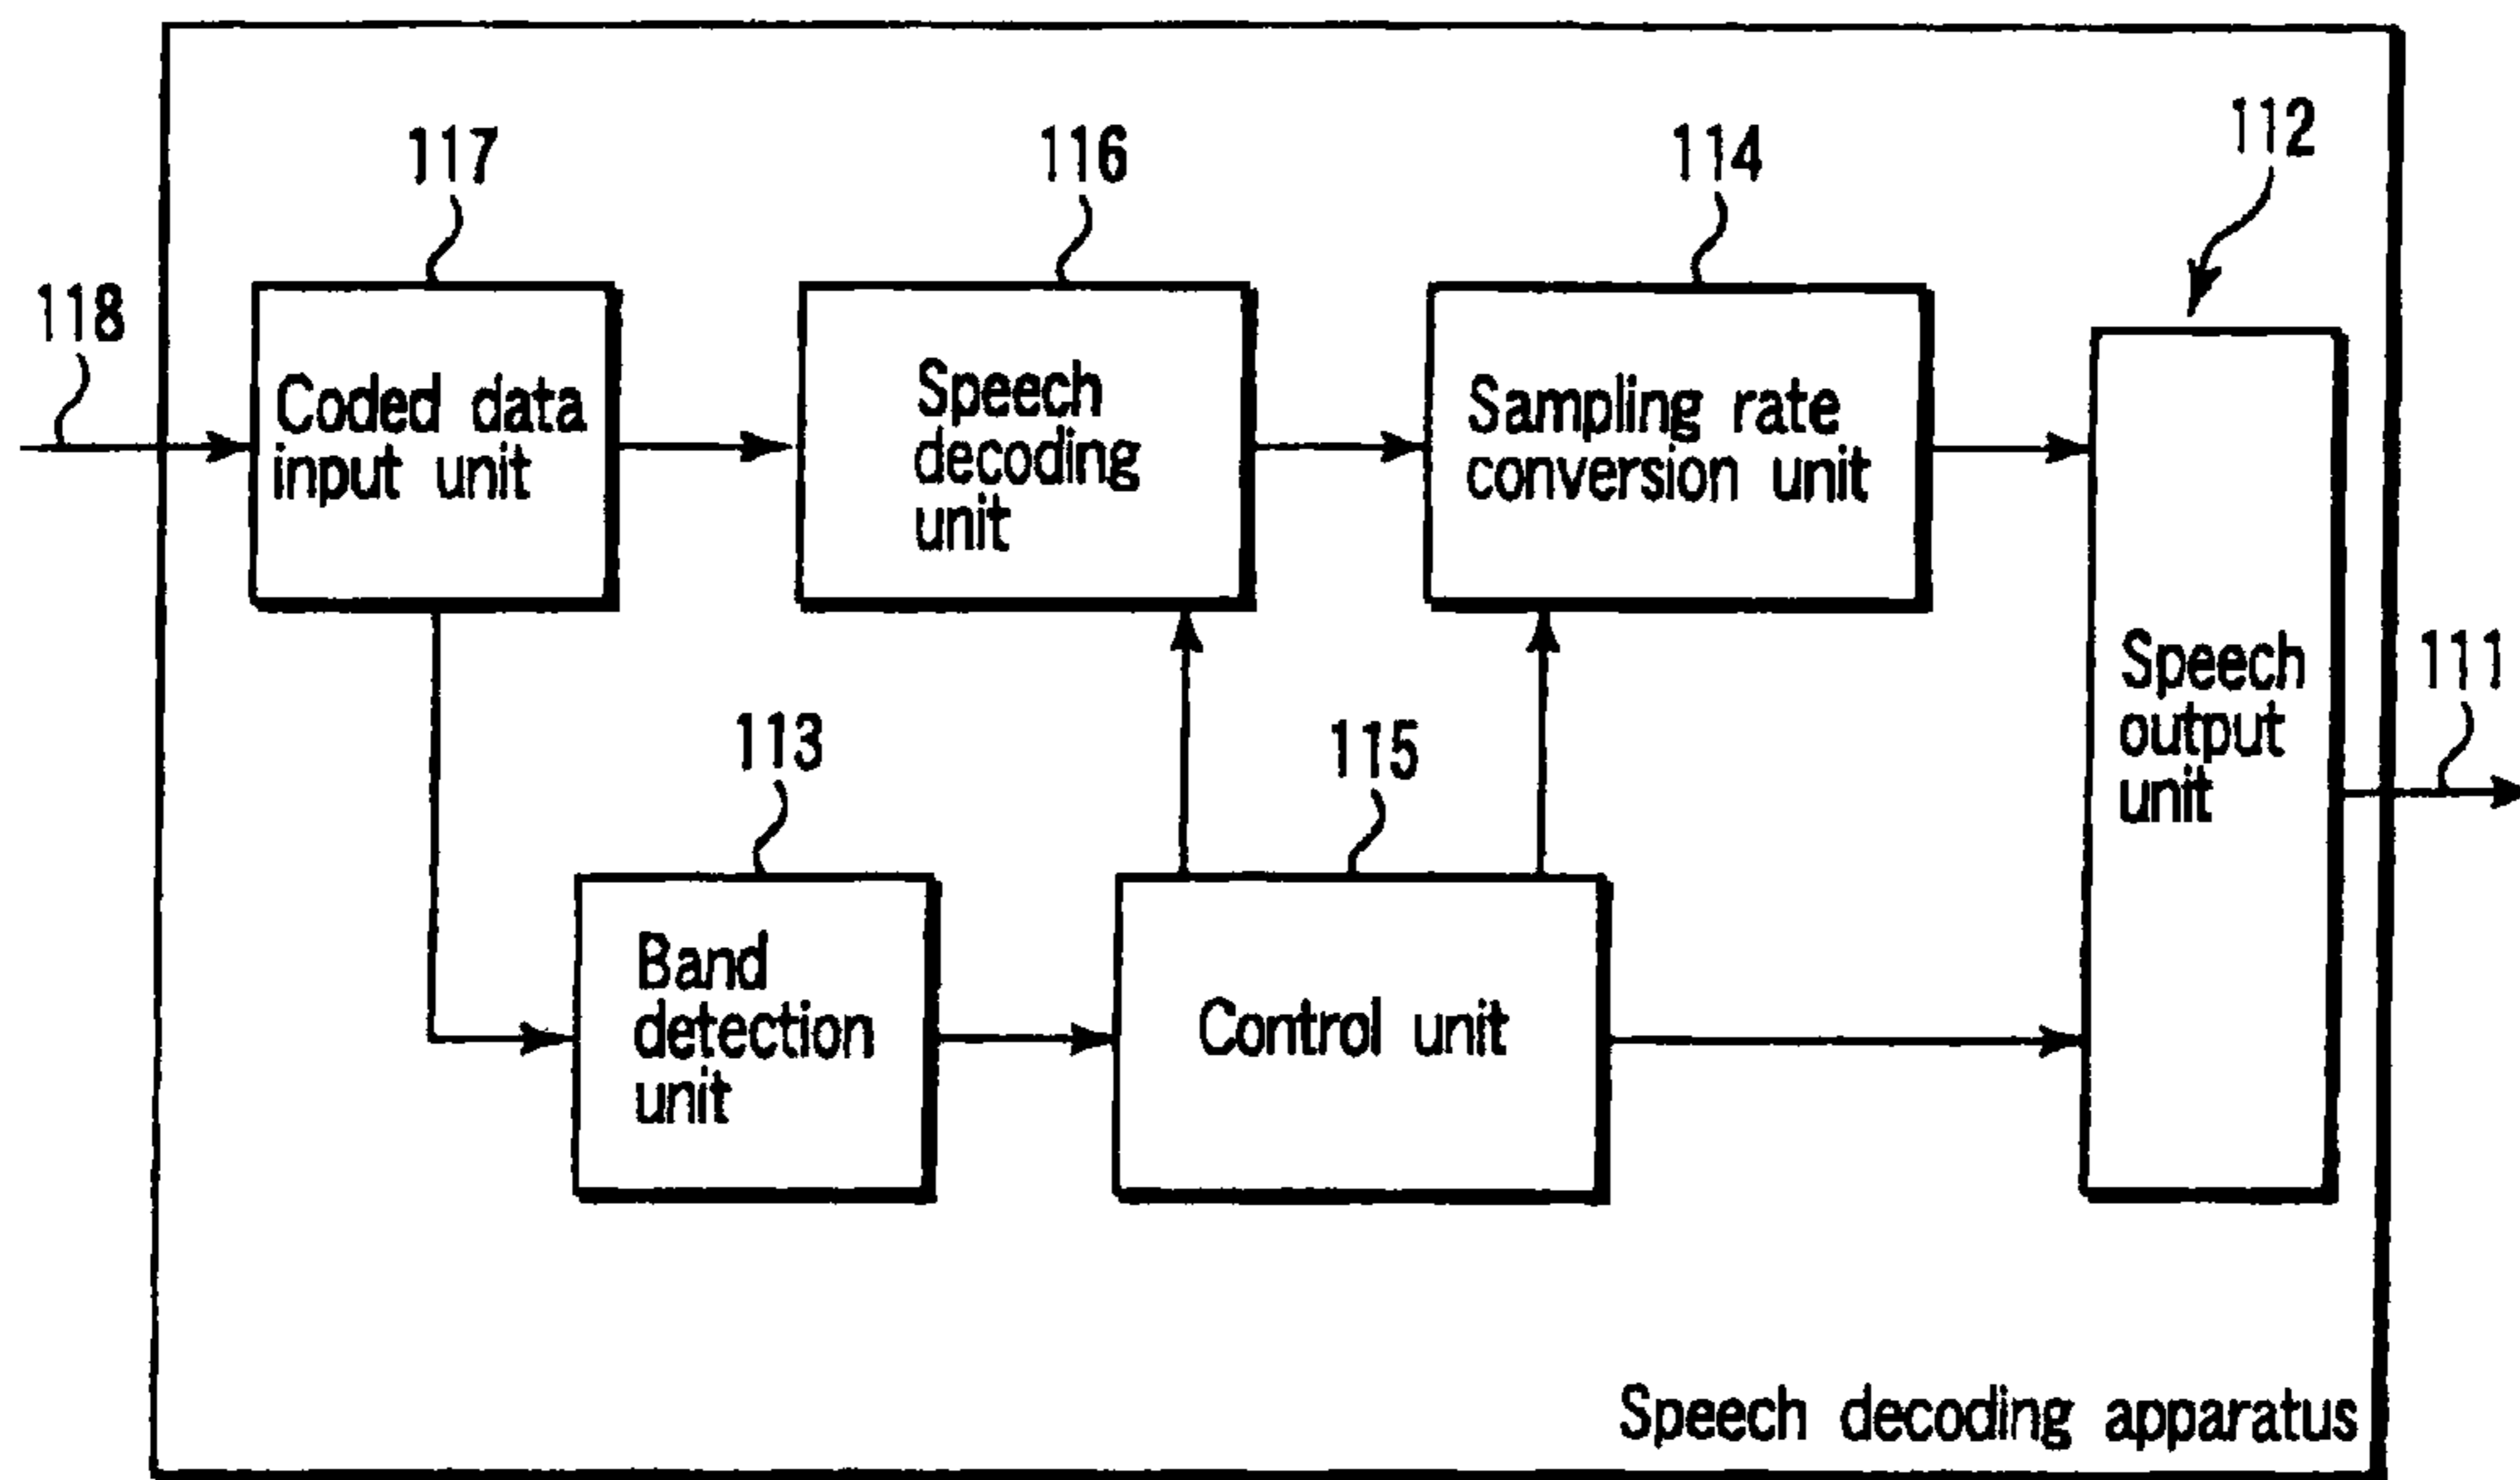 112
117
116
114
118
Coded data
input unit
Speech
decoding
unit
Sampling rate
conversion unit
Speech
output
unit
111
113
115
Band
detection
unit
Control unit
Speech decoding apparatus